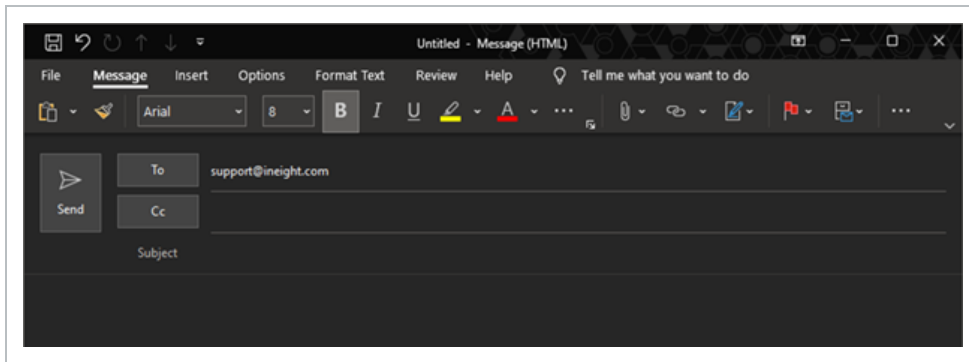 Untitled - Message (HTML)
File Message Insert Options Format Text Review Help Tell me what you want to do
Arial 8 B I U A
To support@ineight.com
Send Cc
Subject